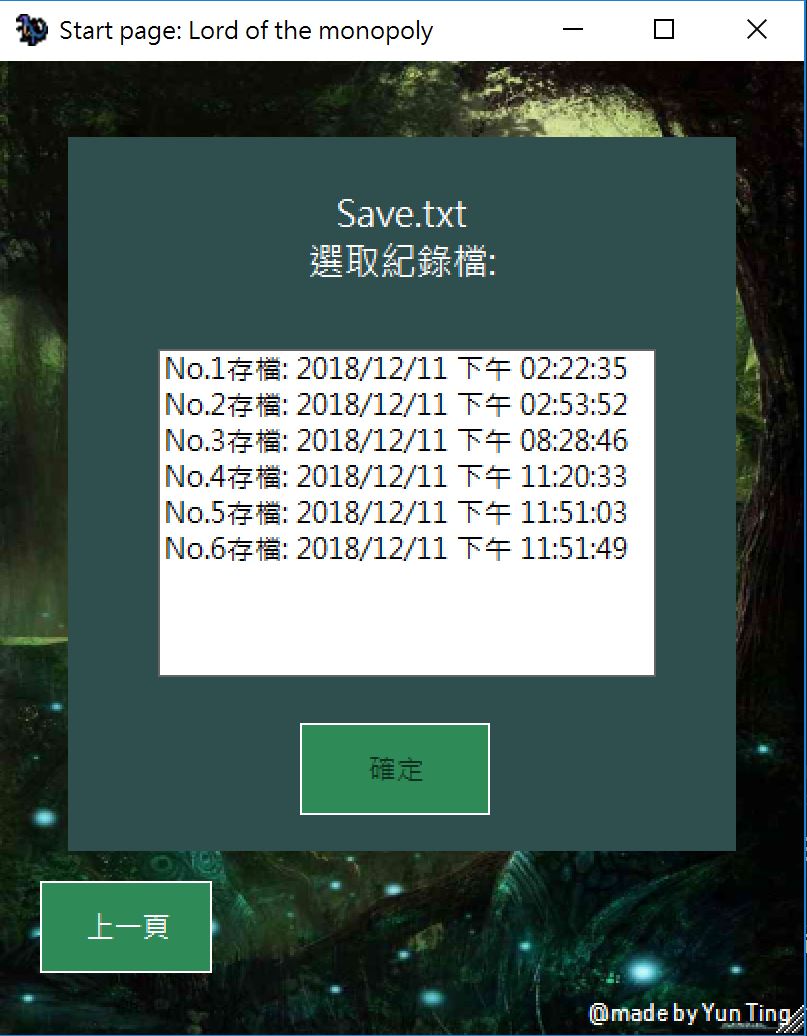 Start page: Lord of the monopoly
Save.txt
選取紀錄檔:
No.1存檔: 2018/12/11 下午 02:22:35
No.2存檔: 2018/12/11 下午 02:53:52
No.3存檔: 2018/12/11 下午 08:28:46
No.4存檔: 2018/12/11 下午 11:20:33
No.5存檔: 2018/12/11 下午 11:51:03
No.6存檔: 2018/12/11 下午 11:51:49
確定
上一頁
@made by Yun Ting